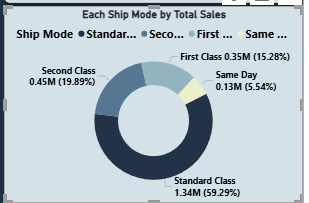 Each Ship Mode by Total Sales
Ship Mode Standar... Seco... First ... Same ...
First Class 0.35M (15.28%)
Second Class
0.45M (19.89%)
Same Day
0.13M (5.54%)
Standard Class
1.34M (59.29%)